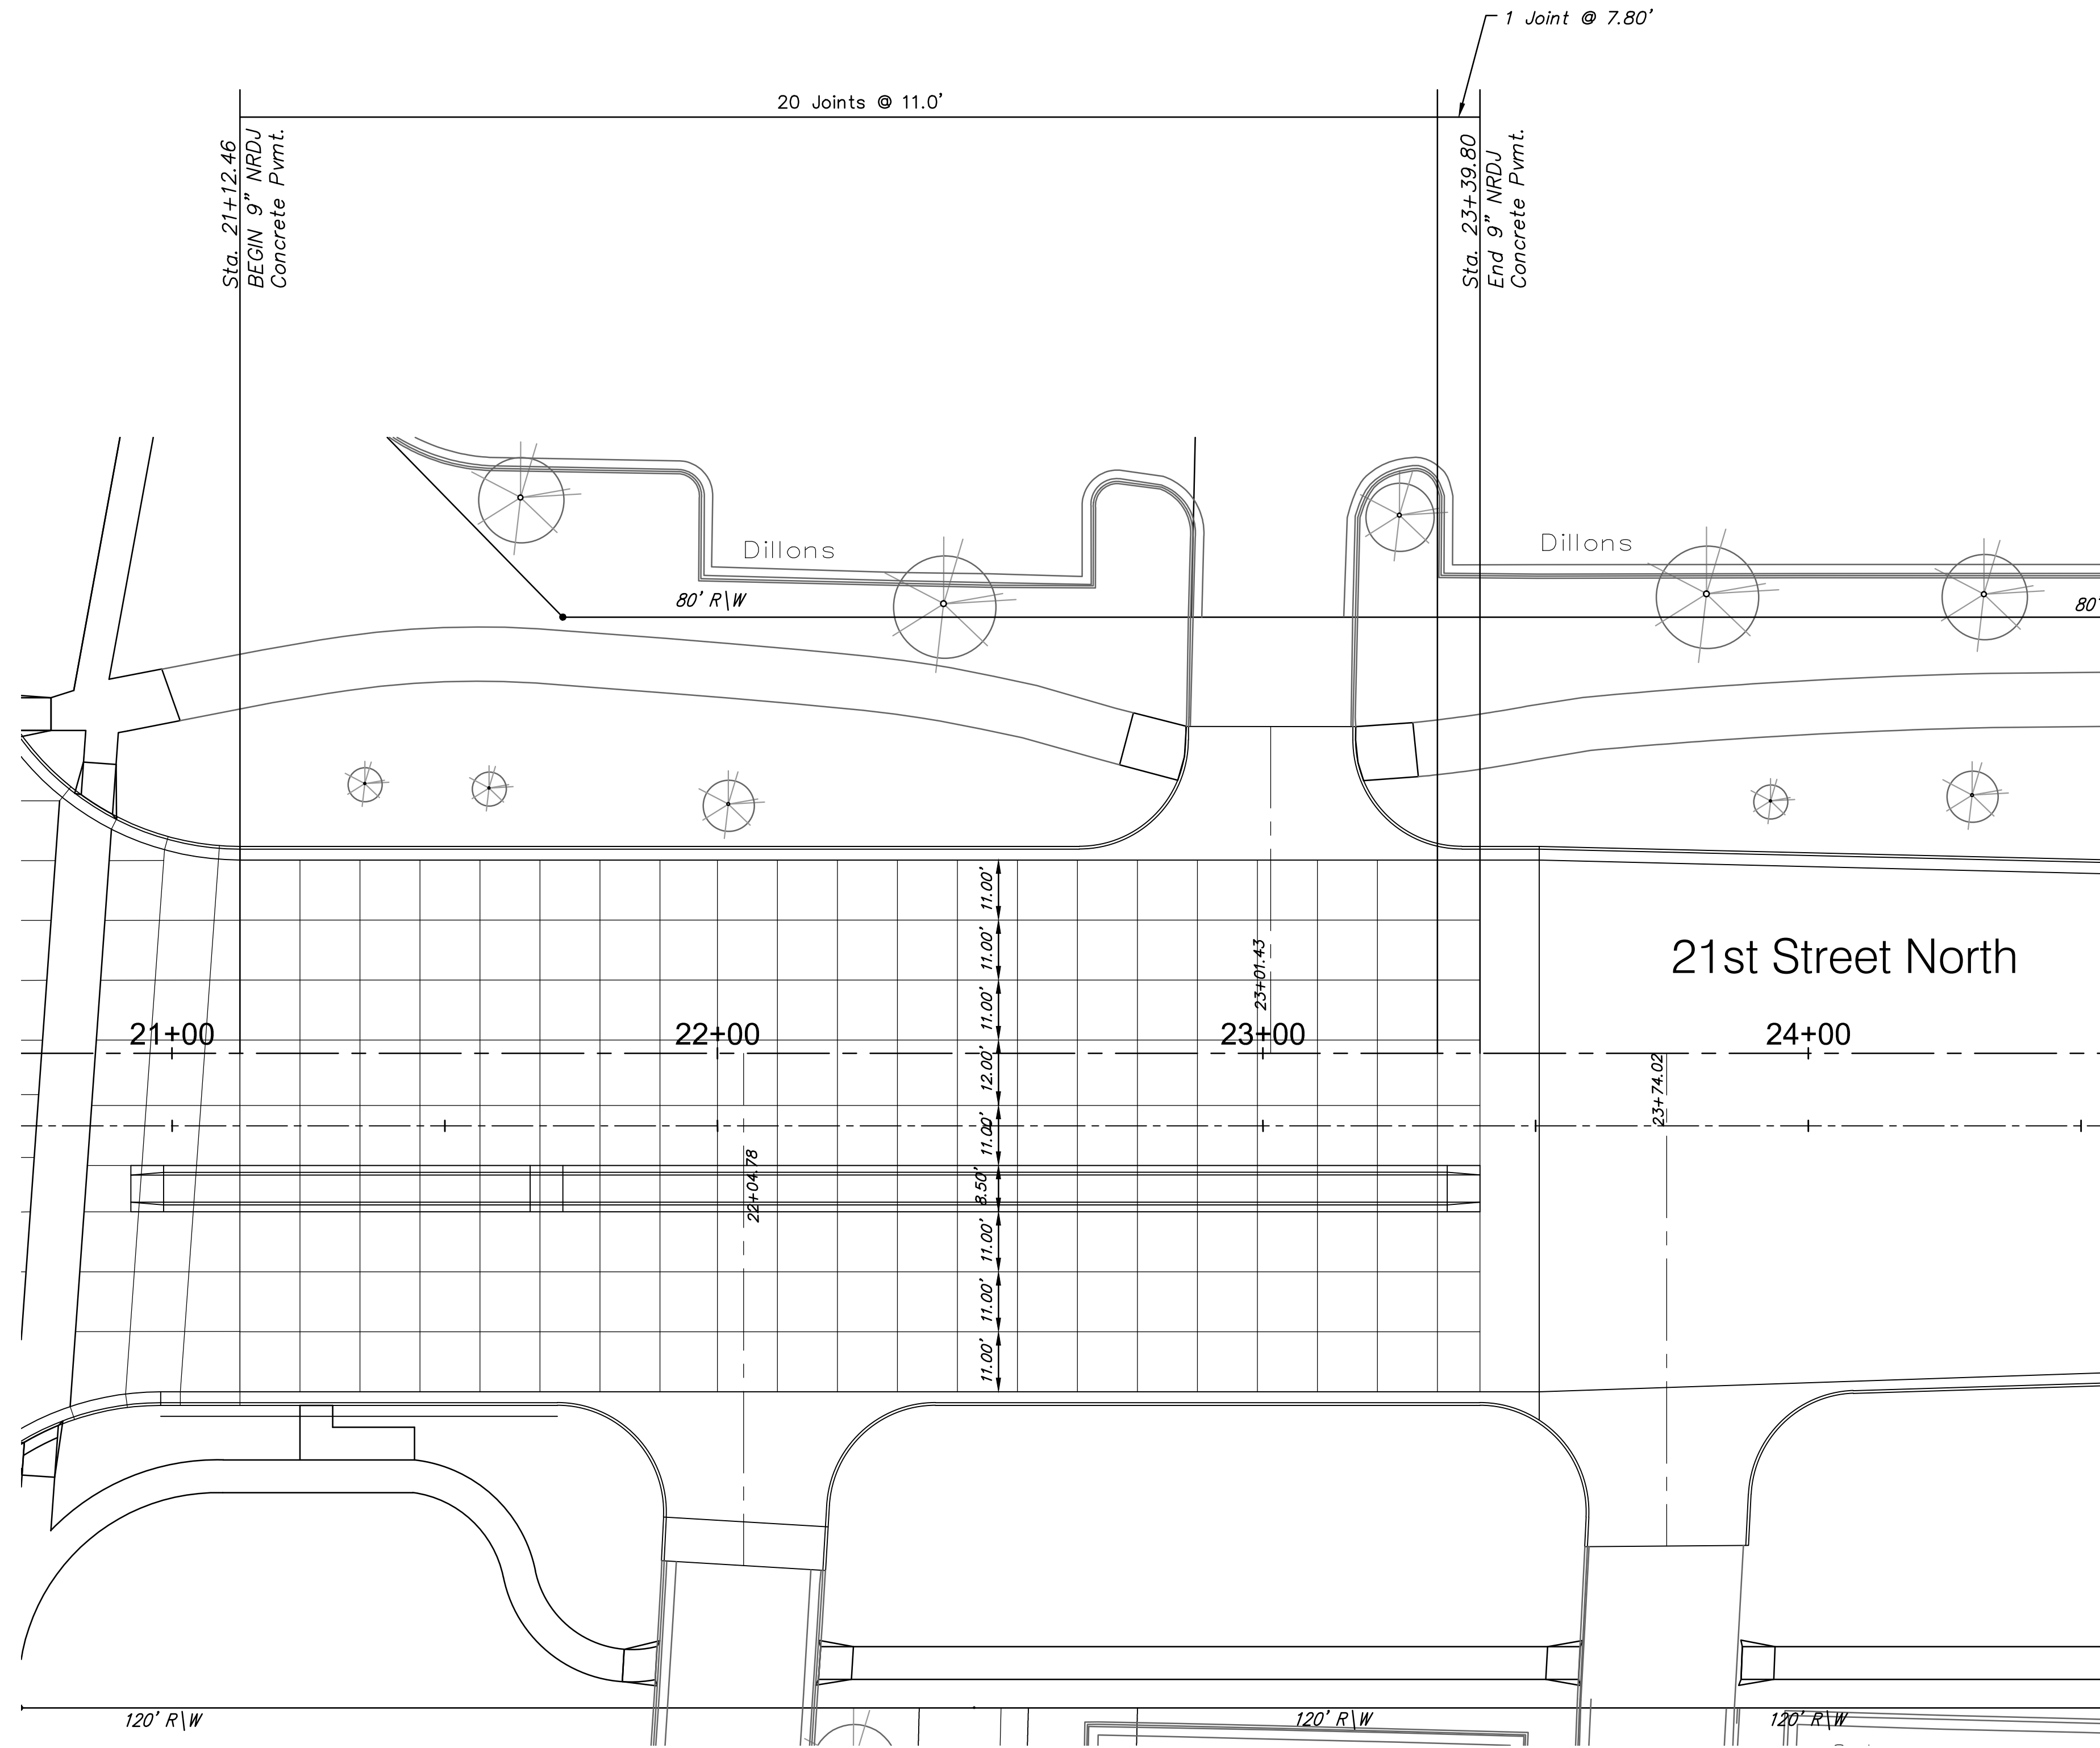 1 Joint @ 7.80'
20 Joints @ 11.0'
Sta. 21+12.46
BEGIN 9" NRDJ
Concrete Pvmt.
Sta. 23+39.80
End 9" NRDJ
Concrete Pvmt.
Dillons
Dillons
80' R\W
80'
11.00'
11.00'
11.00'
12.00'
11.00'
8.50'
11.00'
11.00'
11.00'
23+01.43
21st Street North
21+00
22+00
23+00
24+00
23+74.02
22+04.78
120' R\W
120' R\W
120' R\W